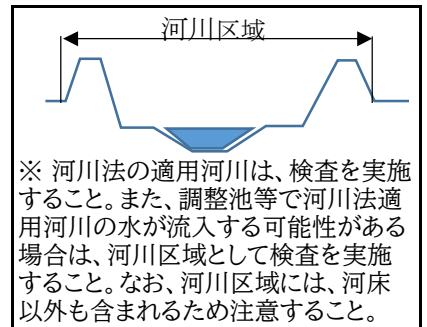 河川区域
※ 河川法の適用河川は、検査を実施
すること。また、調整池等で河川法適
用河川の水が流入する可能性がある
場合は、河川区域として検査を実施
すること。なお、河川区域には、河床
以外も含まれるため注意すること。